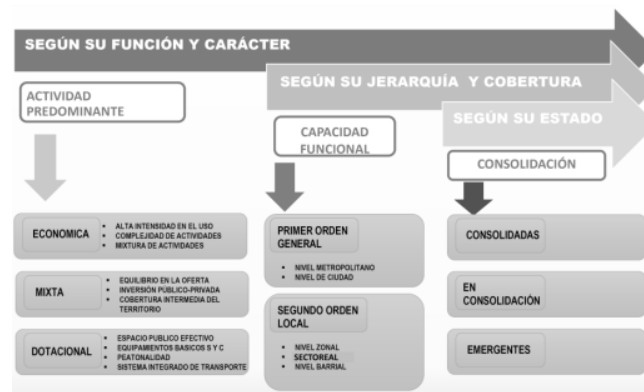 SEGÚN SU FUNCIÓN Y CARÁCTER
SEGÚN SU JERARQUÍA Y COBERTURA
SEGÚN SU ESTADO
ACTIVIDAD
PREDOMINANTE
CAPACIDAD
FUNCIONAL
CONSOLIDACIÓN
ECONOMICA
• ALTA INTENSIDAD EN EL USO
• COMPLEJIDAD DE ACTIVIDADES
• MIXTURA DE ACTIVIDADES
MIXTA
• EQUILIBRIO EN LA OFERTA
• INVERSIÓN PÚBLICO-PRIVADA
• COBERTURA INTERMEDIA DEL
TERRITORIO
DOTACIONAL
• ESPACIO PUBLICO EFECTIVO
• EQUIPAMIENTOS BASICOS S Y C
• PEATONALIDAD
• SISTEMA INTEGRADO DE TRANSPORTE
PRIMER ORDEN
GENERAL
• NIVEL METROPOLITANO
• NIVEL DE CIUDAD
SEGUNDO ORDEN
LOCAL
• NIVEL ZONAL
• SECTOREAL
• NIVEL BARRIAL
CONSOLIDADAS
EN
CONSOLIDACIÓN
EMERGENTES